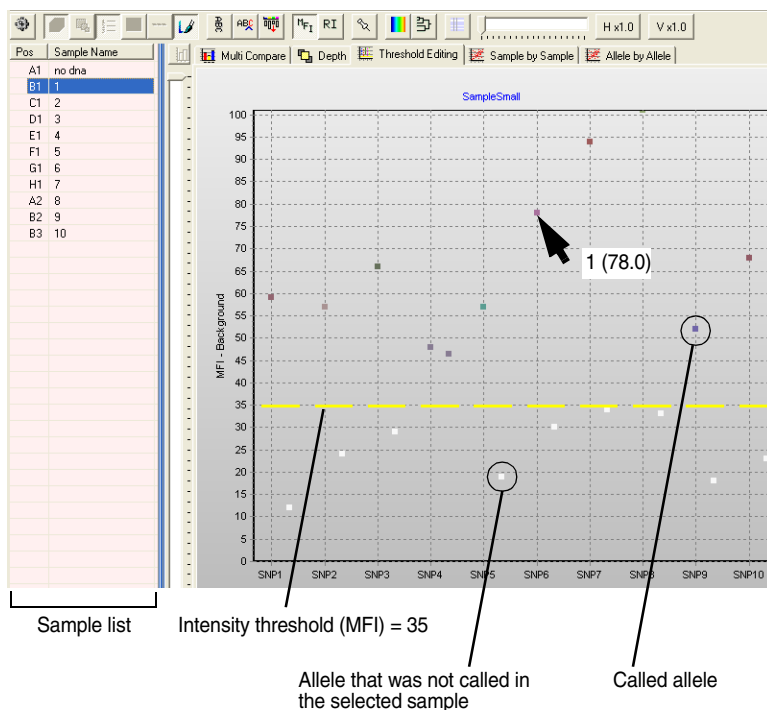 ABC ABC MFI RI H x1.0 V x1.0
Pos Sample Name
Multi Compare Depth Threshold Editing Sample by Sample Allele by Allele
A1 no dna
B1 1
C1 2
D1 3
E1 4
F1 5
G1 6
H1 7
A2 8
B2 9
B3 10
SampleSmall
MFI - Background
100
95
90
85
80
75
70
65
60
55
50
45
40
35
30
25
20
15
10
5
0
1 (78.0)
SNP1 SNP2 SNP3 SNP4 SNP5 SNP6 SNP7 SNP8 SNP9 SNP10
Sample list
Intensity threshold (MFI) = 35
Allele that was not called in
the selected sample
Called allele